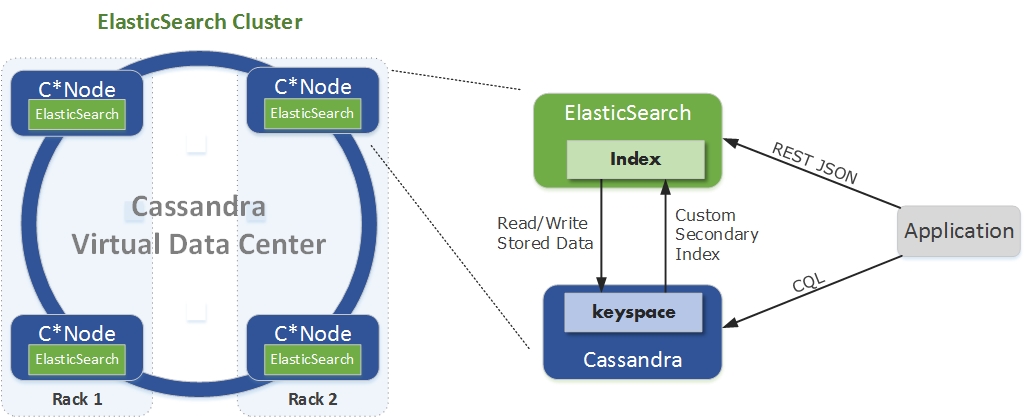 ElasticSearch Cluster
C*Node
ElasticSearch
C*Node
ElasticSearch
Cassandra
Virtual Data Center
C*Node
ElasticSearch
C*Node
ElasticSearch
Rack 1
Rack 2
ElasticSearch
Index
Read/Write
Stored Data
Custom
Secondary
Index
keyspace
Cassandra
REST JSON
Application
CQL